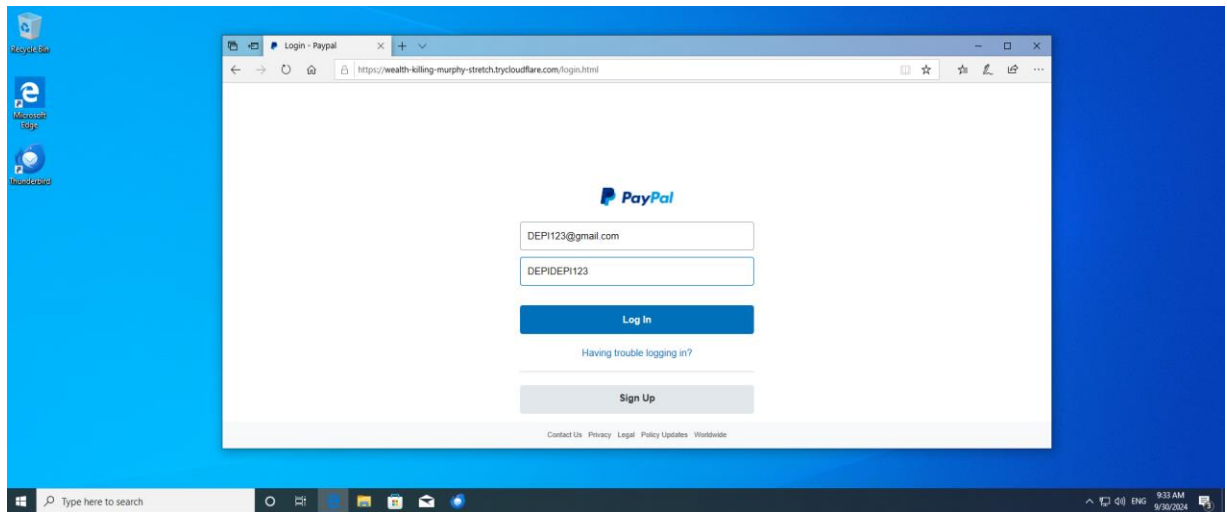 Recycle Bin
Login - Paypal
https://wealth-killing-murphy-stretch.trycloudflare.com/login.html
Microsoft
Edge
Thunderbird
PayPal
DEPI123@gmail.com
DEPIDEPI123
Log In
Having trouble logging in?
Sign Up
Contact Us Privacy Legal Policy Updates Worldwide
Type here to search
ENG
9:33 AM
9/30/2024